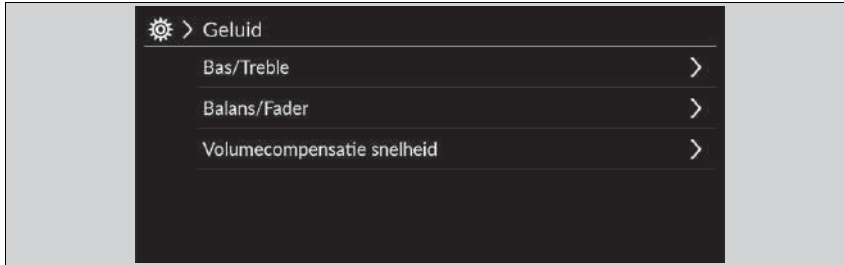 Geluid
Bas/Treble
Balans/Fader
Volumecompensatie snelheid